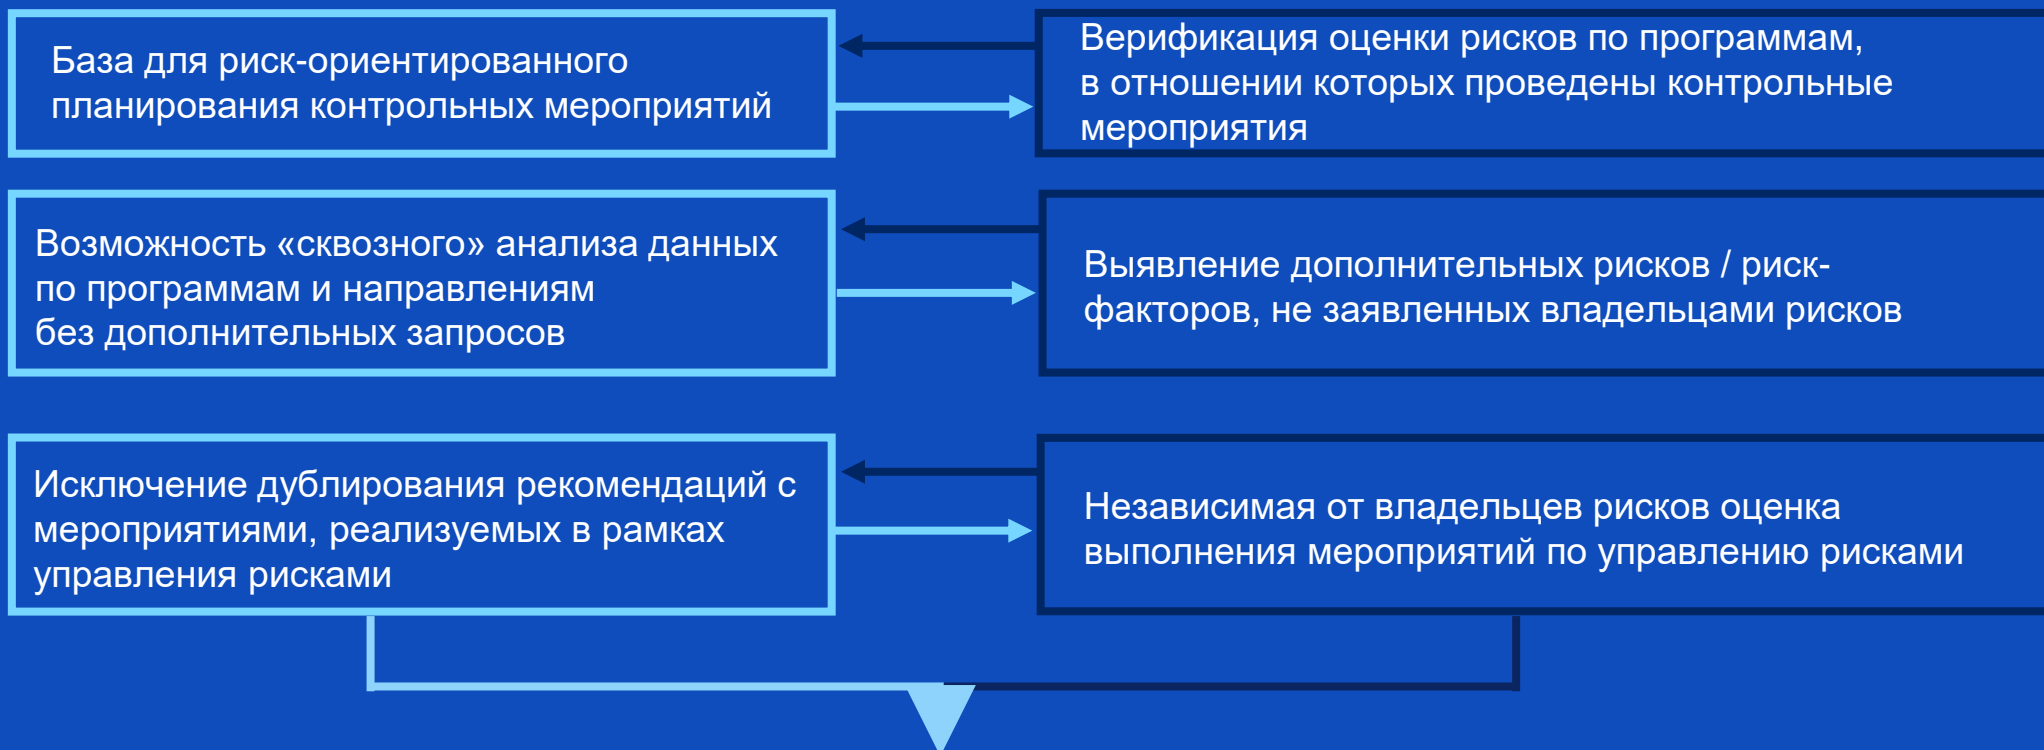 База для риск-ориентированного
планирования контрольных мероприятий
Верификация оценки рисков по программам,
в отношении которых проведены контрольные
мероприятия
Возможность «сквозного» анализа данных
по программам и направлениям
без дополнительных запросов
Выявление дополнительных рисков / риск-
факторов, не заявленных владельцами рисков
Исключение дублирования рекомендаций с
мероприятиями, реализуемых в рамках
управления рисками
Независимая от владельцев рисков оценка
выполнения мероприятий по управлению рисками